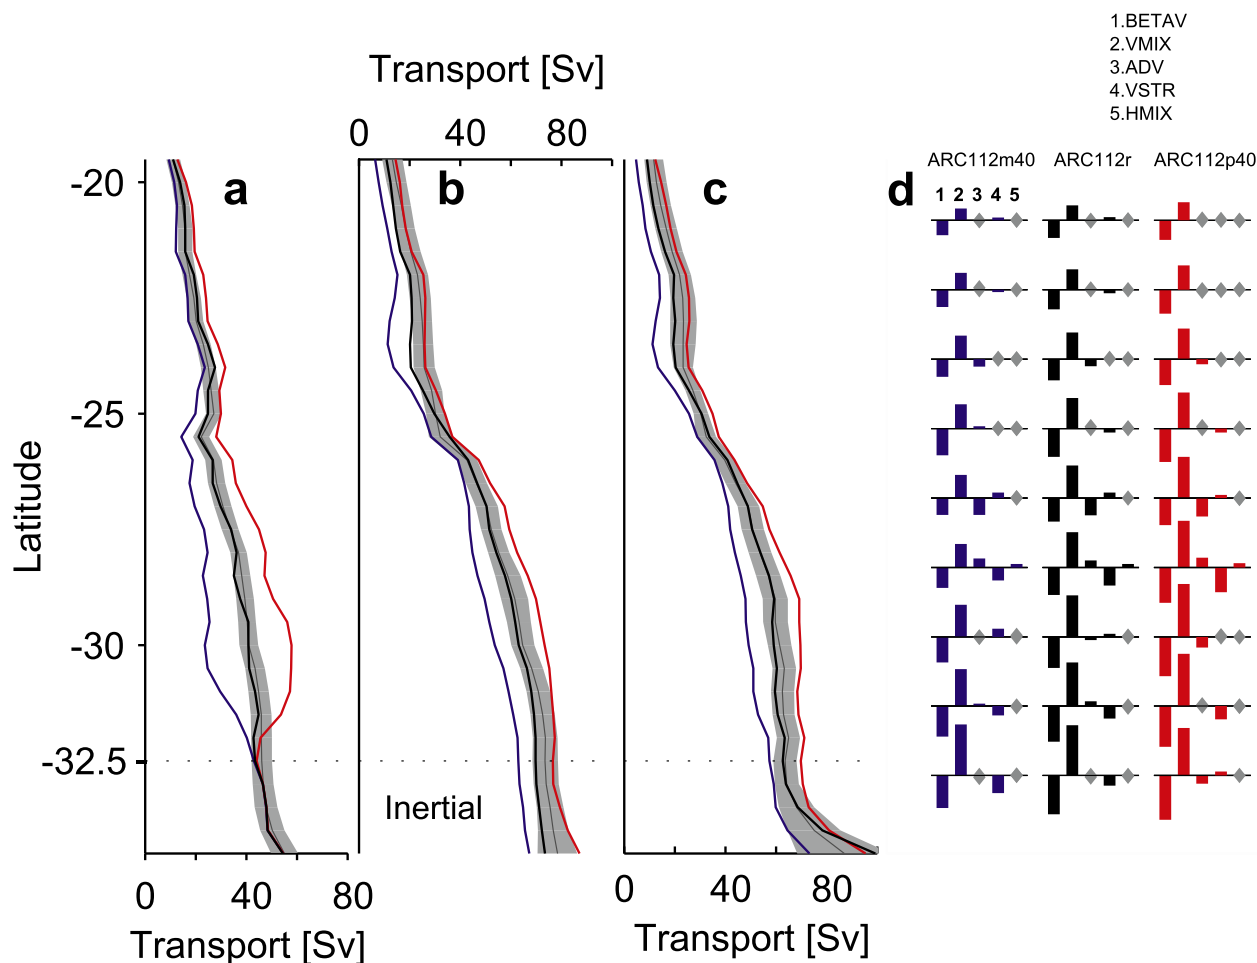 1.BETAV
2.VMIX
3.ADV
4.VSTR
5.HMIX
Transport [Sv]
0 40 80
ARC112m40 ARC112r ARC112p40
a b c d
1 2 3 4 5
-20
-25
-30
-32.5
Latitude
Inertial
0 40 80
Transport [Sv]
0 40 80
Transport [Sv]